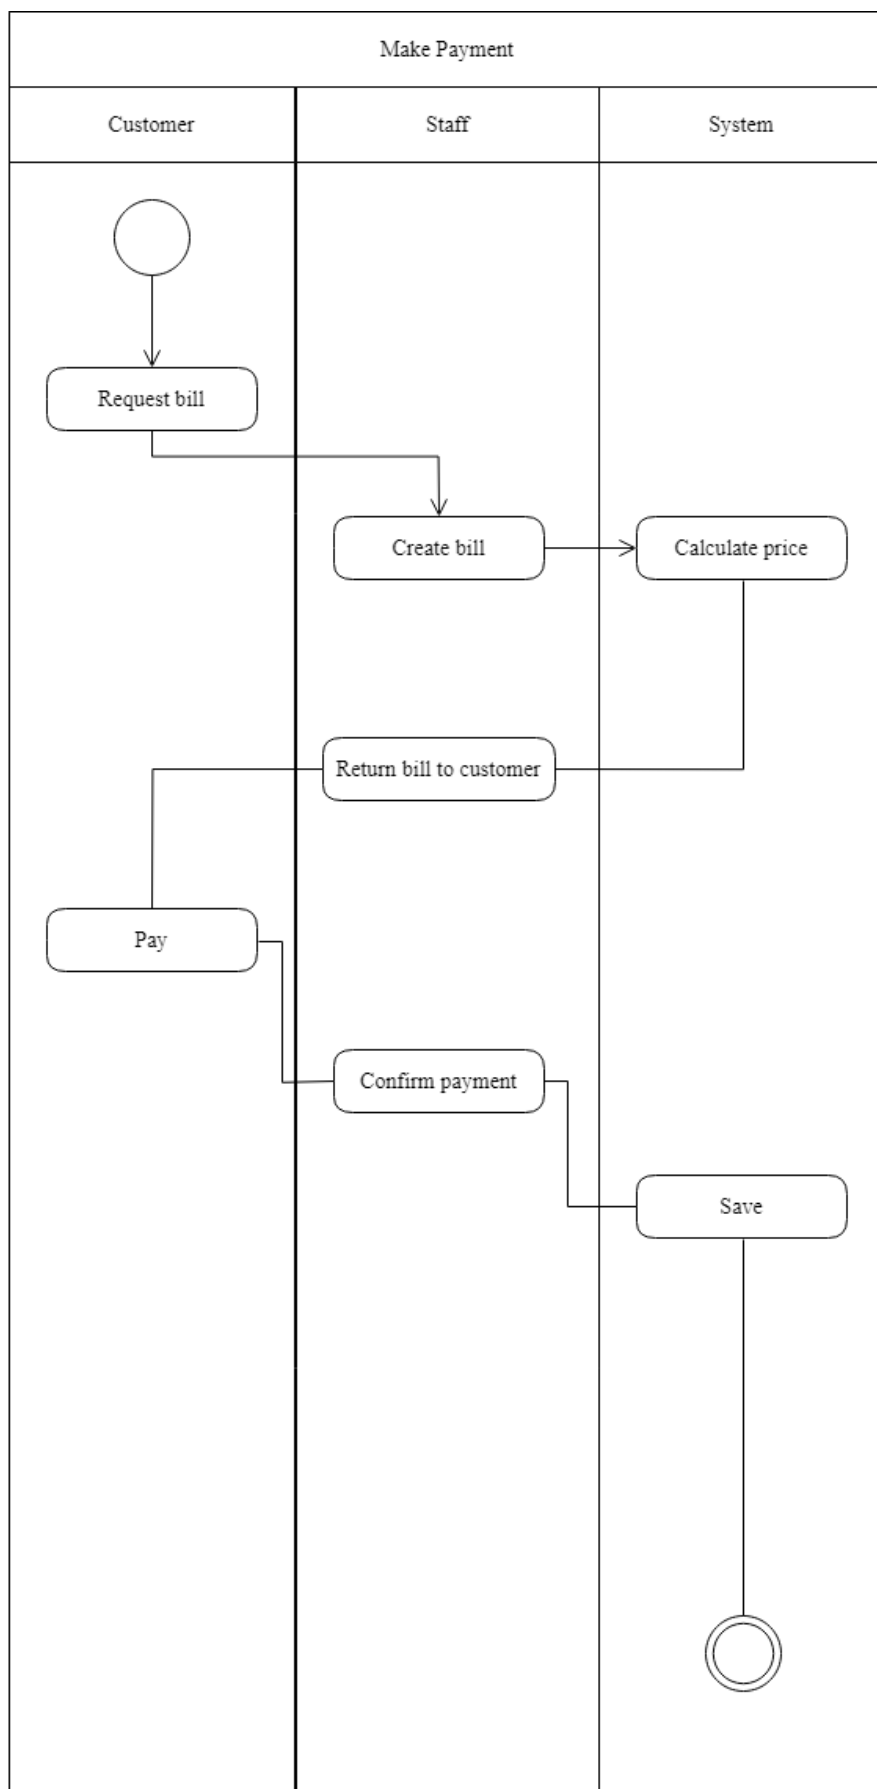 Make Payment
Customer
Staff
System
Request bill
Create bill
Calculate price
Return bill to customer
Pay
Confirm payment
Save